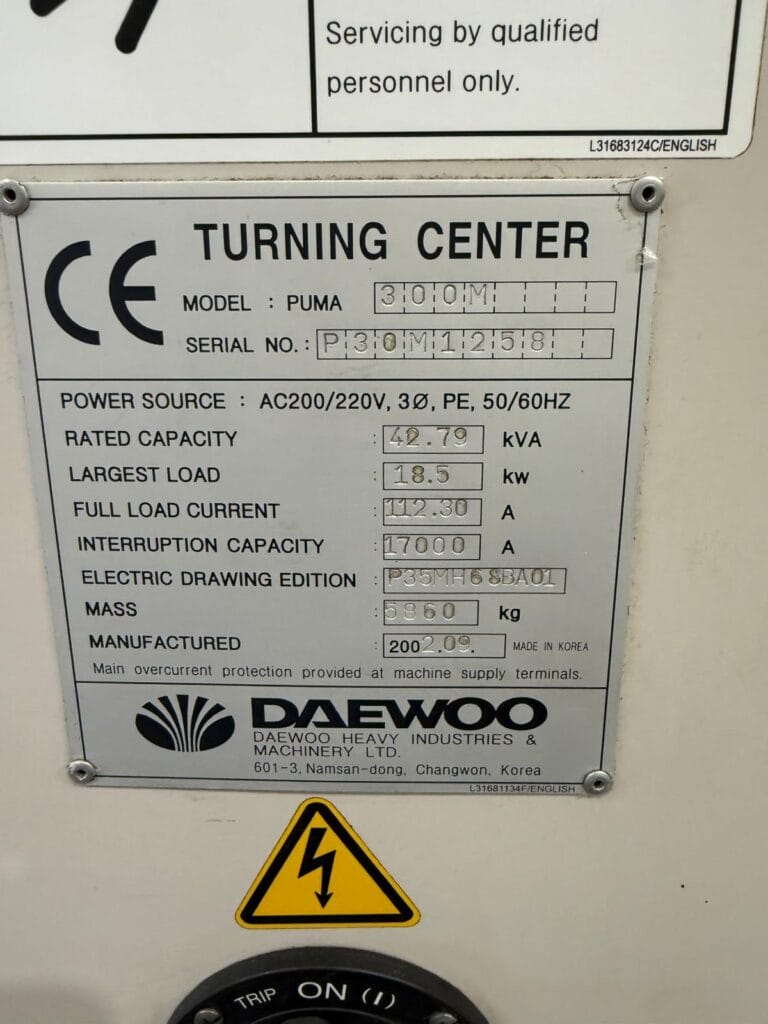 Servicing by qualified
personnel only.
L31683124C/ENGLISH
CE TURNING CENTER
MODEL : PUMA 300M
SERIAL NO. : P30M1258
POWER SOURCE : AC200/220V, 3Ø, PE, 50/60HZ
RATED CAPACITY : 42.79 kVA
LARGEST LOAD : 18.5 kw
FULL LOAD CURRENT : 112.30 A
INTERRUPTION CAPACITY : 17000 A
ELECTRIC DRAWING EDITION : P35MH68BA01
MASS : 5860 kg
MANUFACTURED : 2002.09. MADE IN KOREA
Main overcurrent protection provided at machine supply terminals.
DAEWOO
DAEWOO HEAVY INDUSTRIES &
MACHINERY LTD.
601-3, Namsan-dong, Changwon, Korea
L31681134F/ENGLISH
TRIP ON (I)